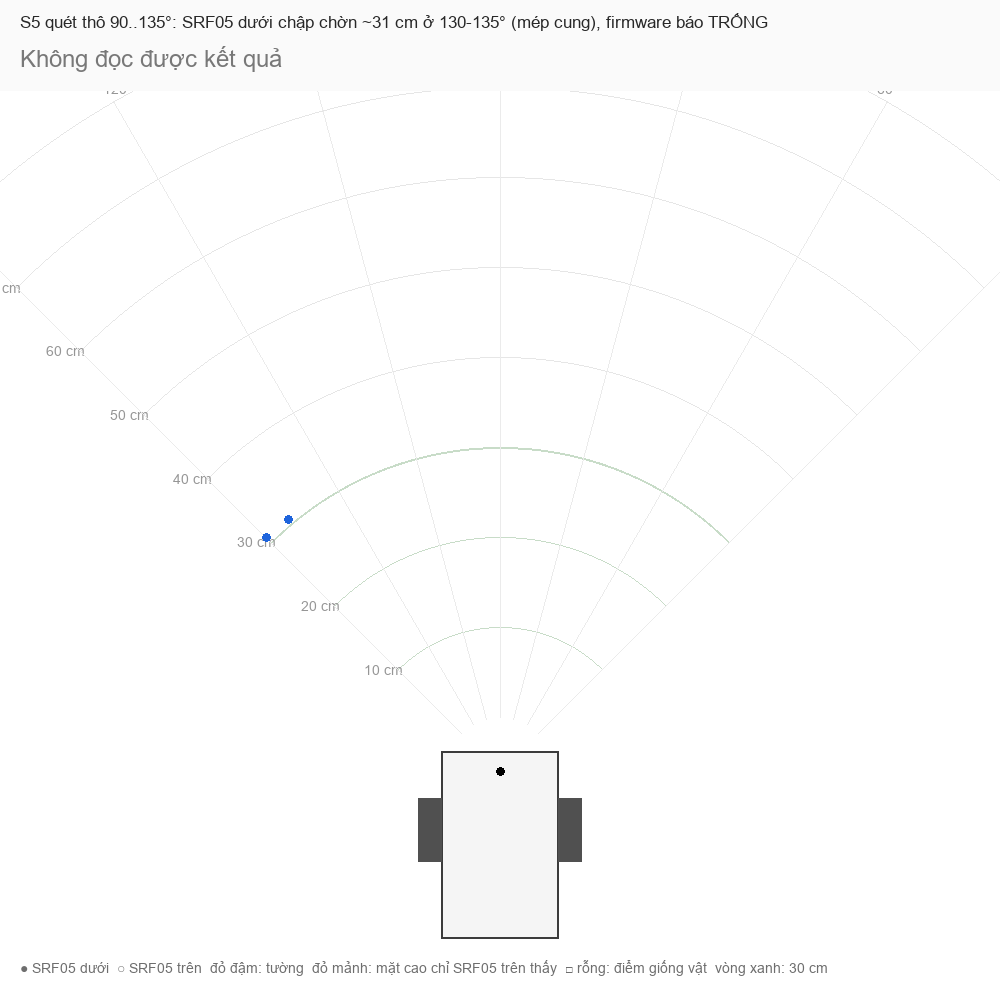 S5 quét thô 90..135°: SRF05 dưới chập chờn ~31 cm ở 130-135° (mép cung), firmware báo TRỐNG
Không đọc được kết quả
cm
60 cm
50 cm
40 cm
30 cm
20 cm
10 cm
● SRF05 dưới ○ SRF05 trên đỏ đậm: tường đỏ mảnh: mặt cao chỉ SRF05 trên thấy □ rỗng: điểm giống vật vòng xanh: 30 cm